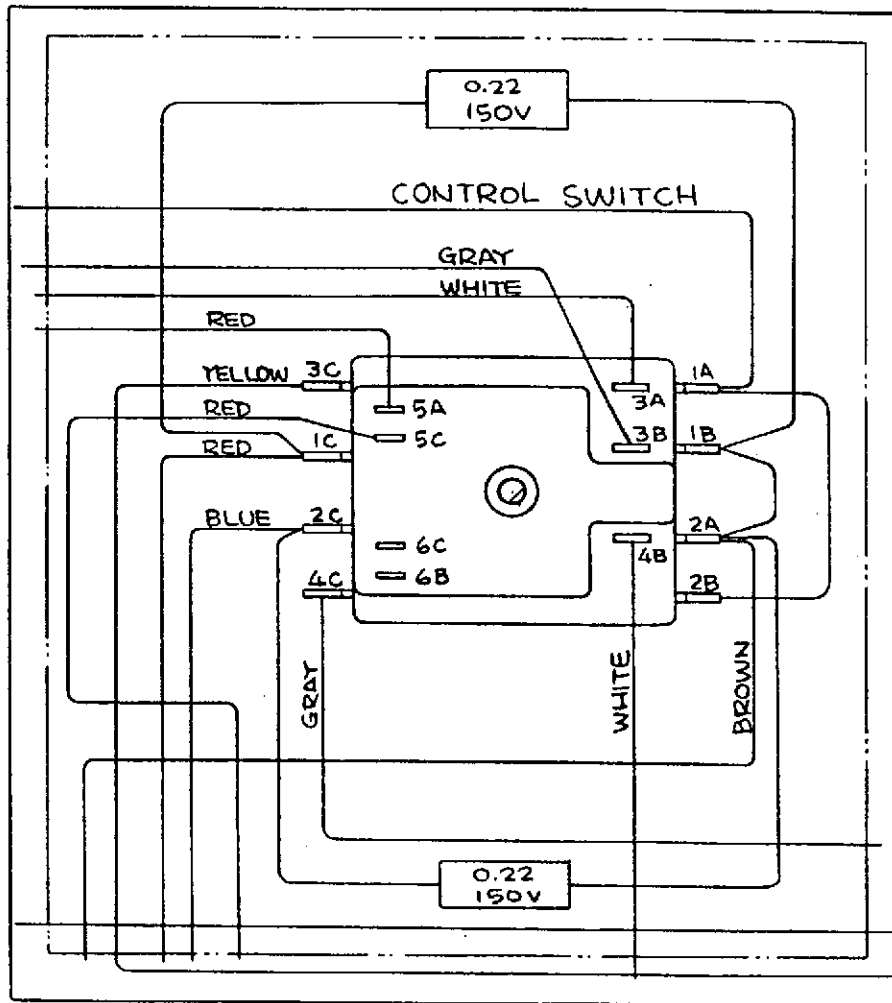 0.22
150V
CONTROL SWITCH
GRAY
WHITE
RED
YELLOW
3C
1A
5A
3A
RED
5C
3B
1B
RED
1C
BLUE
2C
2A
6C
4B
4C
6B
2B
GRAY
WHITE
BROWN
0.22
150V